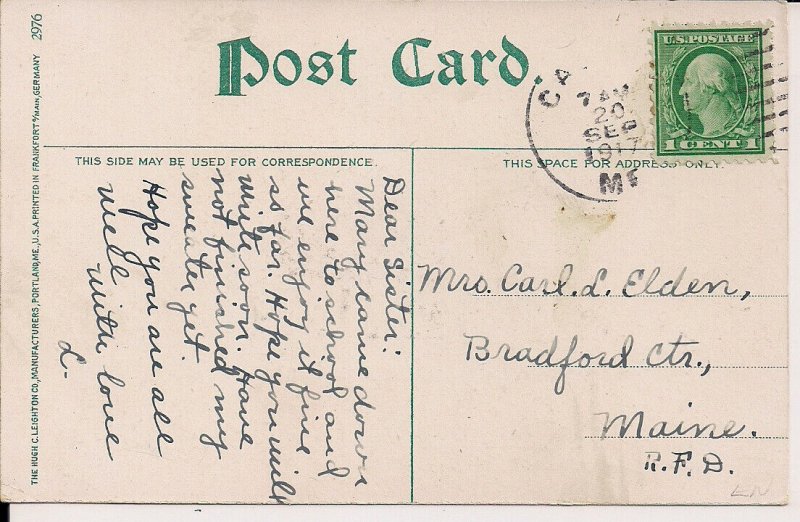 2976
Post Card.
U.S. POSTAGE
1 CENT 1
CA
7 AM
20
SEP
1917
ME
THIS SIDE MAY BE USED FOR CORRESPONDENCE.
THIS SPACE FOR ADDRESS ONLY.
Dear Sister:
Mary came down
here to school and
we enjoy it fine
so far. Hope you will
write soon. Have
not finished my
sweater yet.
Hope you are all
well with love
L-
Mrs. Carl L. Elden,
Bradford Ctr.,
Maine.
R.F.D.
THE HUGH C. LEIGHTON CO., MANUFACTURERS, PORTLAND, ME., U.S.A. PRINTED IN FRANKFORT o/MAIN, GERMANY